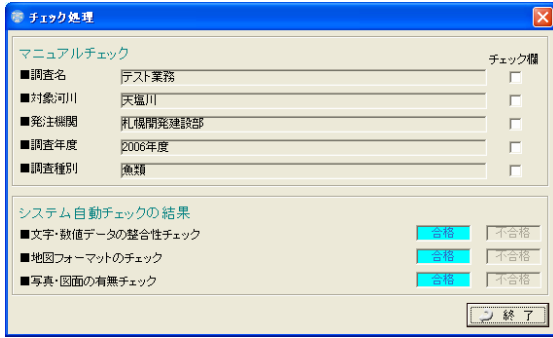 チェック処理
マニュアルチェック
チェック欄
■調査名 テスト業務
■対象河川 天塩川
■発注機関 札幌開発建設部
■調査年度 2006年度
■調査種別 魚類
システム自動チェックの結果
■文字・数値データの整合性チェック 合格 不合格
■地図フォーマットのチェック 合格 不合格
■写真・図面の有無チェック 合格 不合格
終 了